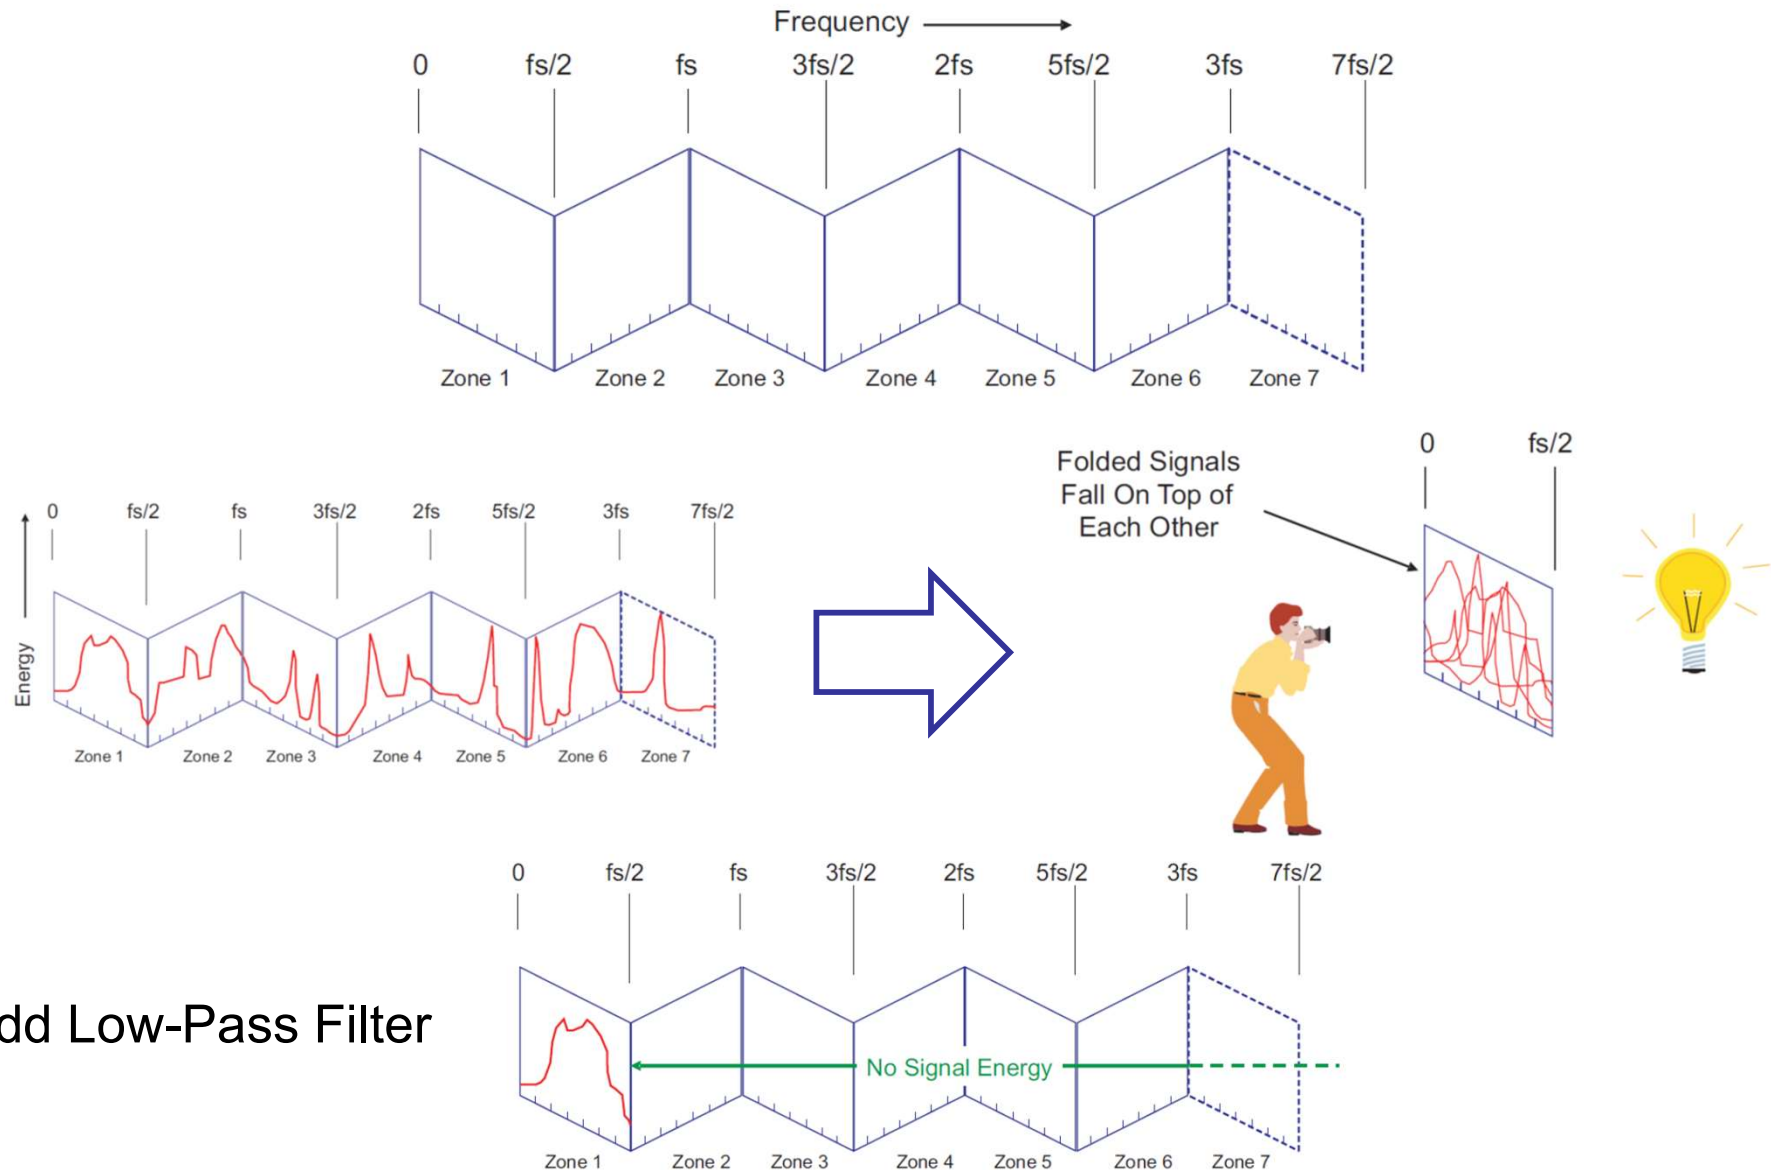 Frequency
0 fs/2 fs 3fs/2 2fs 5fs/2 3fs 7fs/2
Zone 1 Zone 2 Zone 3 Zone 4 Zone 5 Zone 6 Zone 7
0 fs/2 fs 3fs/2 2fs 5fs/2 3fs 7fs/2
Energy
Zone 1 Zone 2 Zone 3 Zone 4 Zone 5 Zone 6 Zone 7
Folded Signals
Fall On Top of
Each Other
0 fs/2
dd Low-Pass Filter
0 fs/2 fs 3fs/2 2fs 5fs/2 3fs 7fs/2
No Signal Energy
Zone 1 Zone 2 Zone 3 Zone 4 Zone 5 Zone 6 Zone 7